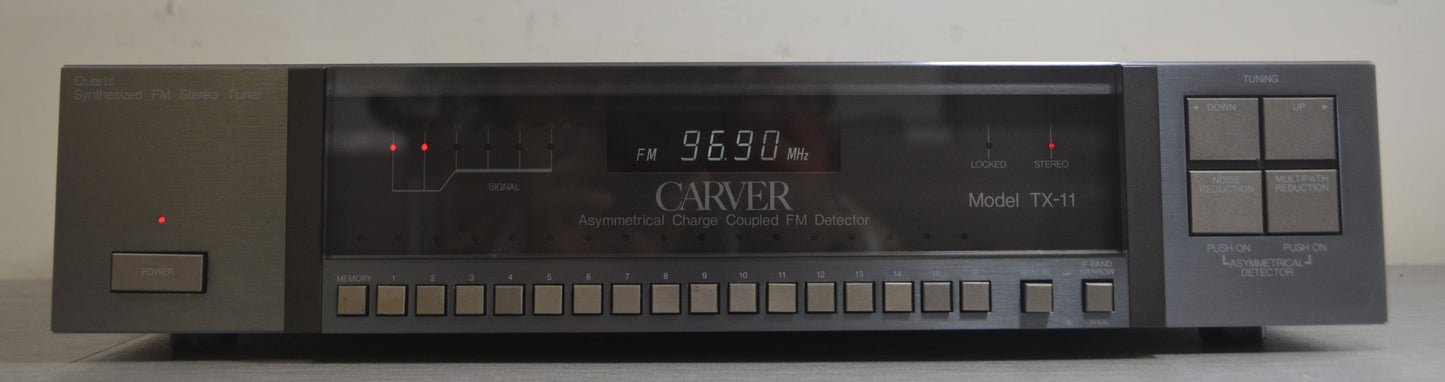 Quartz
Synthesized FM Stereo Tuner
POWER
SIGNAL
FM 96.90 MHz
CARVER
Asymmetrical Charge Coupled FM Detector
LOCKED
STEREO
Model TX-11
MEMORY 1 2 3 4 5 6 7 8 9 10 11 12 13 14 15 16
MANUAL
IF BAND
NARROW
TUNING
DOWN
UP
NOISE
REDUCTION
MULTIPATH
REDUCTION
PUSH ON
PUSH ON
ASYMMETRICAL
DETECTOR